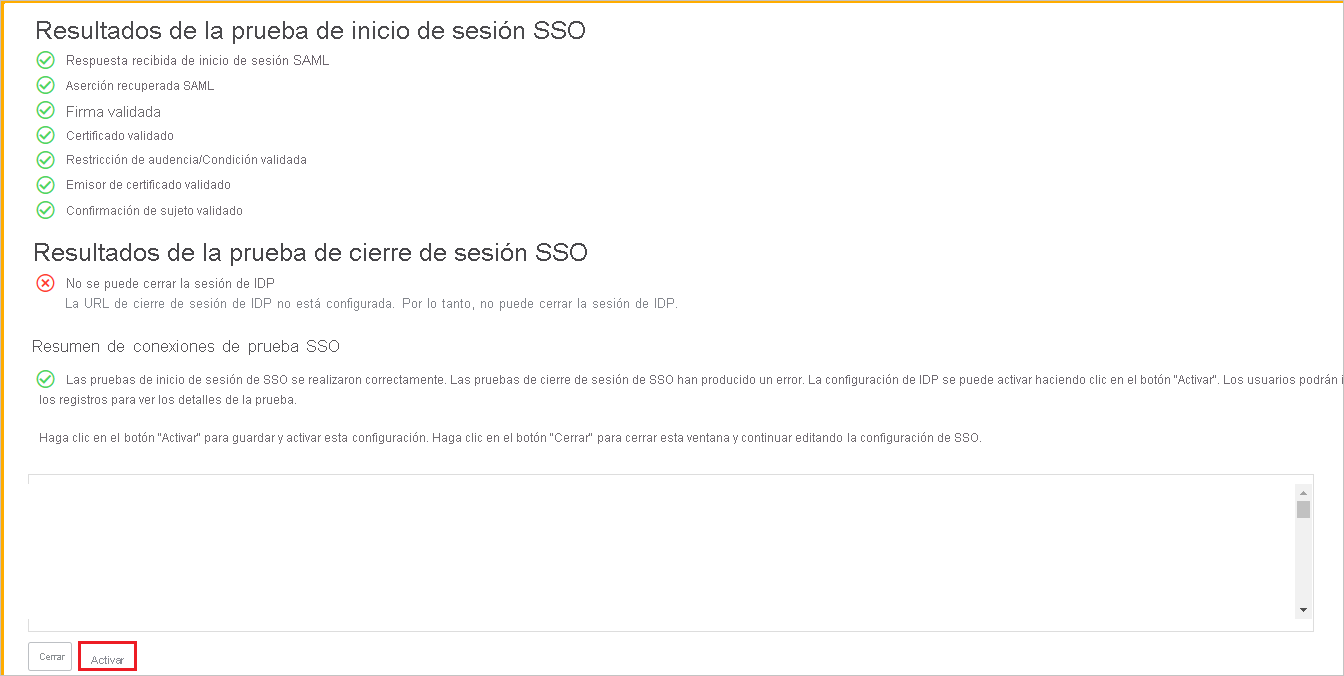 Resultados de la prueba de inicio de sesión SSO
Respuesta recibida de inicio de sesión SAML
Aserción recuperada SAML
Firma validada
Certificado validado
Restricción de audencia/Condición validada
Emisor de certificado validado
Confirmación de sujeto validado
Resultados de la prueba de cierre de sesión SSO
No se puede cerrar la sesión de IDP
La URL de cierre de sesión de IDP no está configurada. Por lo tanto, no puede cerrar la sesión de IDP.
Resumen de conexiones de prueba SSO
Las pruebas de inicio de sesión de SSO se realizaron correctamente. Las pruebas de cierre de sesión de SSO han producido un error. La configuración de IDP se puede activar haciendo clic en el botón "Activar". Los usuarios podrán
los registros para ver los detalles de la prueba.
Haga clic en el botón "Activar" para guardar y activar esta configuración. Haga clic en el botón "Cerrar" para cerrar esta ventana y continuar editando la configuración de SSO.
Cerrar
Activar